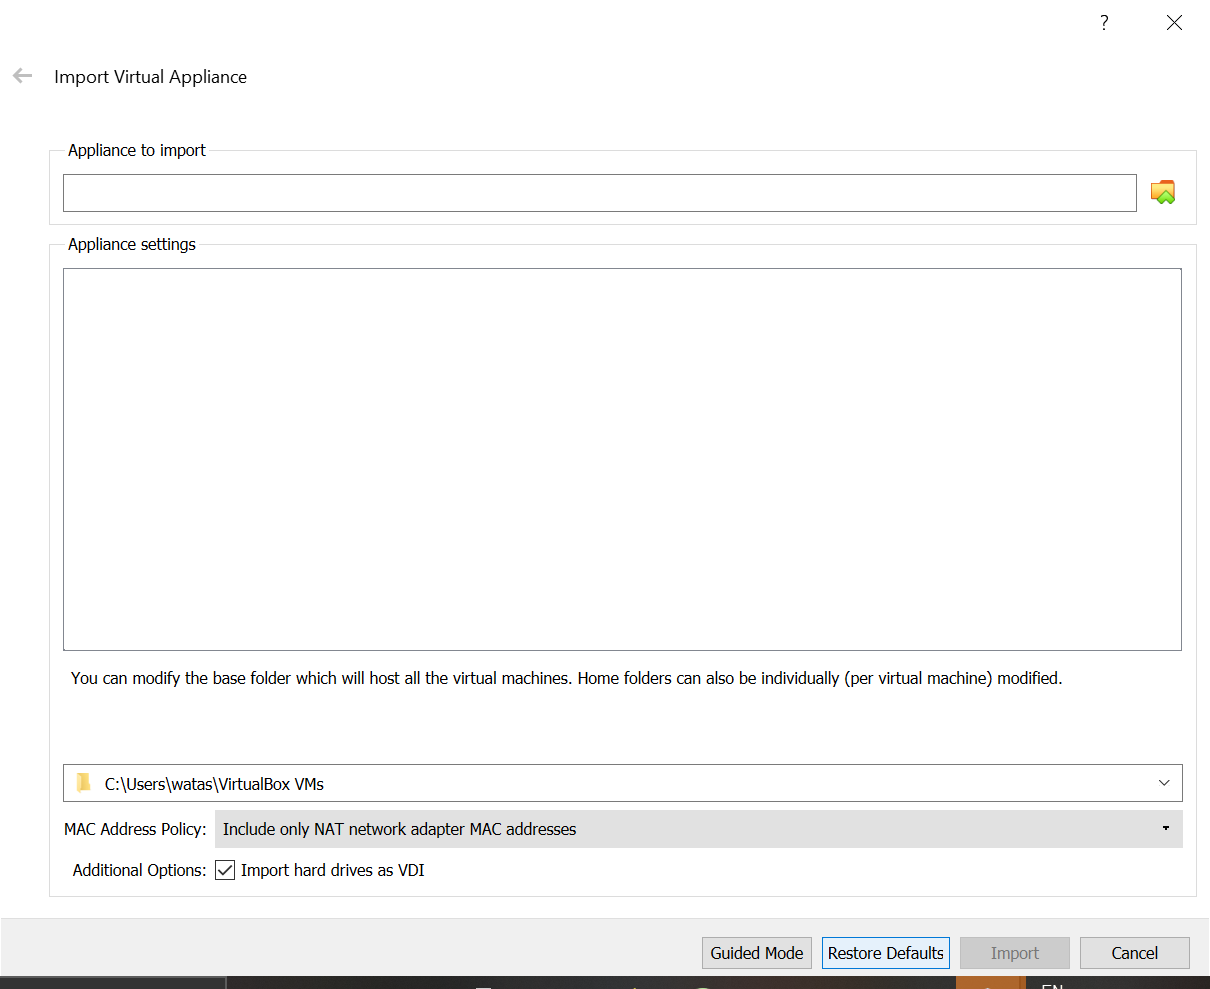 ?
Import Virtual Appliance
Appliance to import
Appliance settings
You can modify the base folder which will host all the virtual machines. Home folders can also be individually (per virtual machine) modified.
C:\Users\watas\VirtualBox VMs
MAC Address Policy: Include only NAT network adapter MAC addresses
Additional Options: Import hard drives as VDI
Guided Mode Restore Defaults Import Cancel
EN